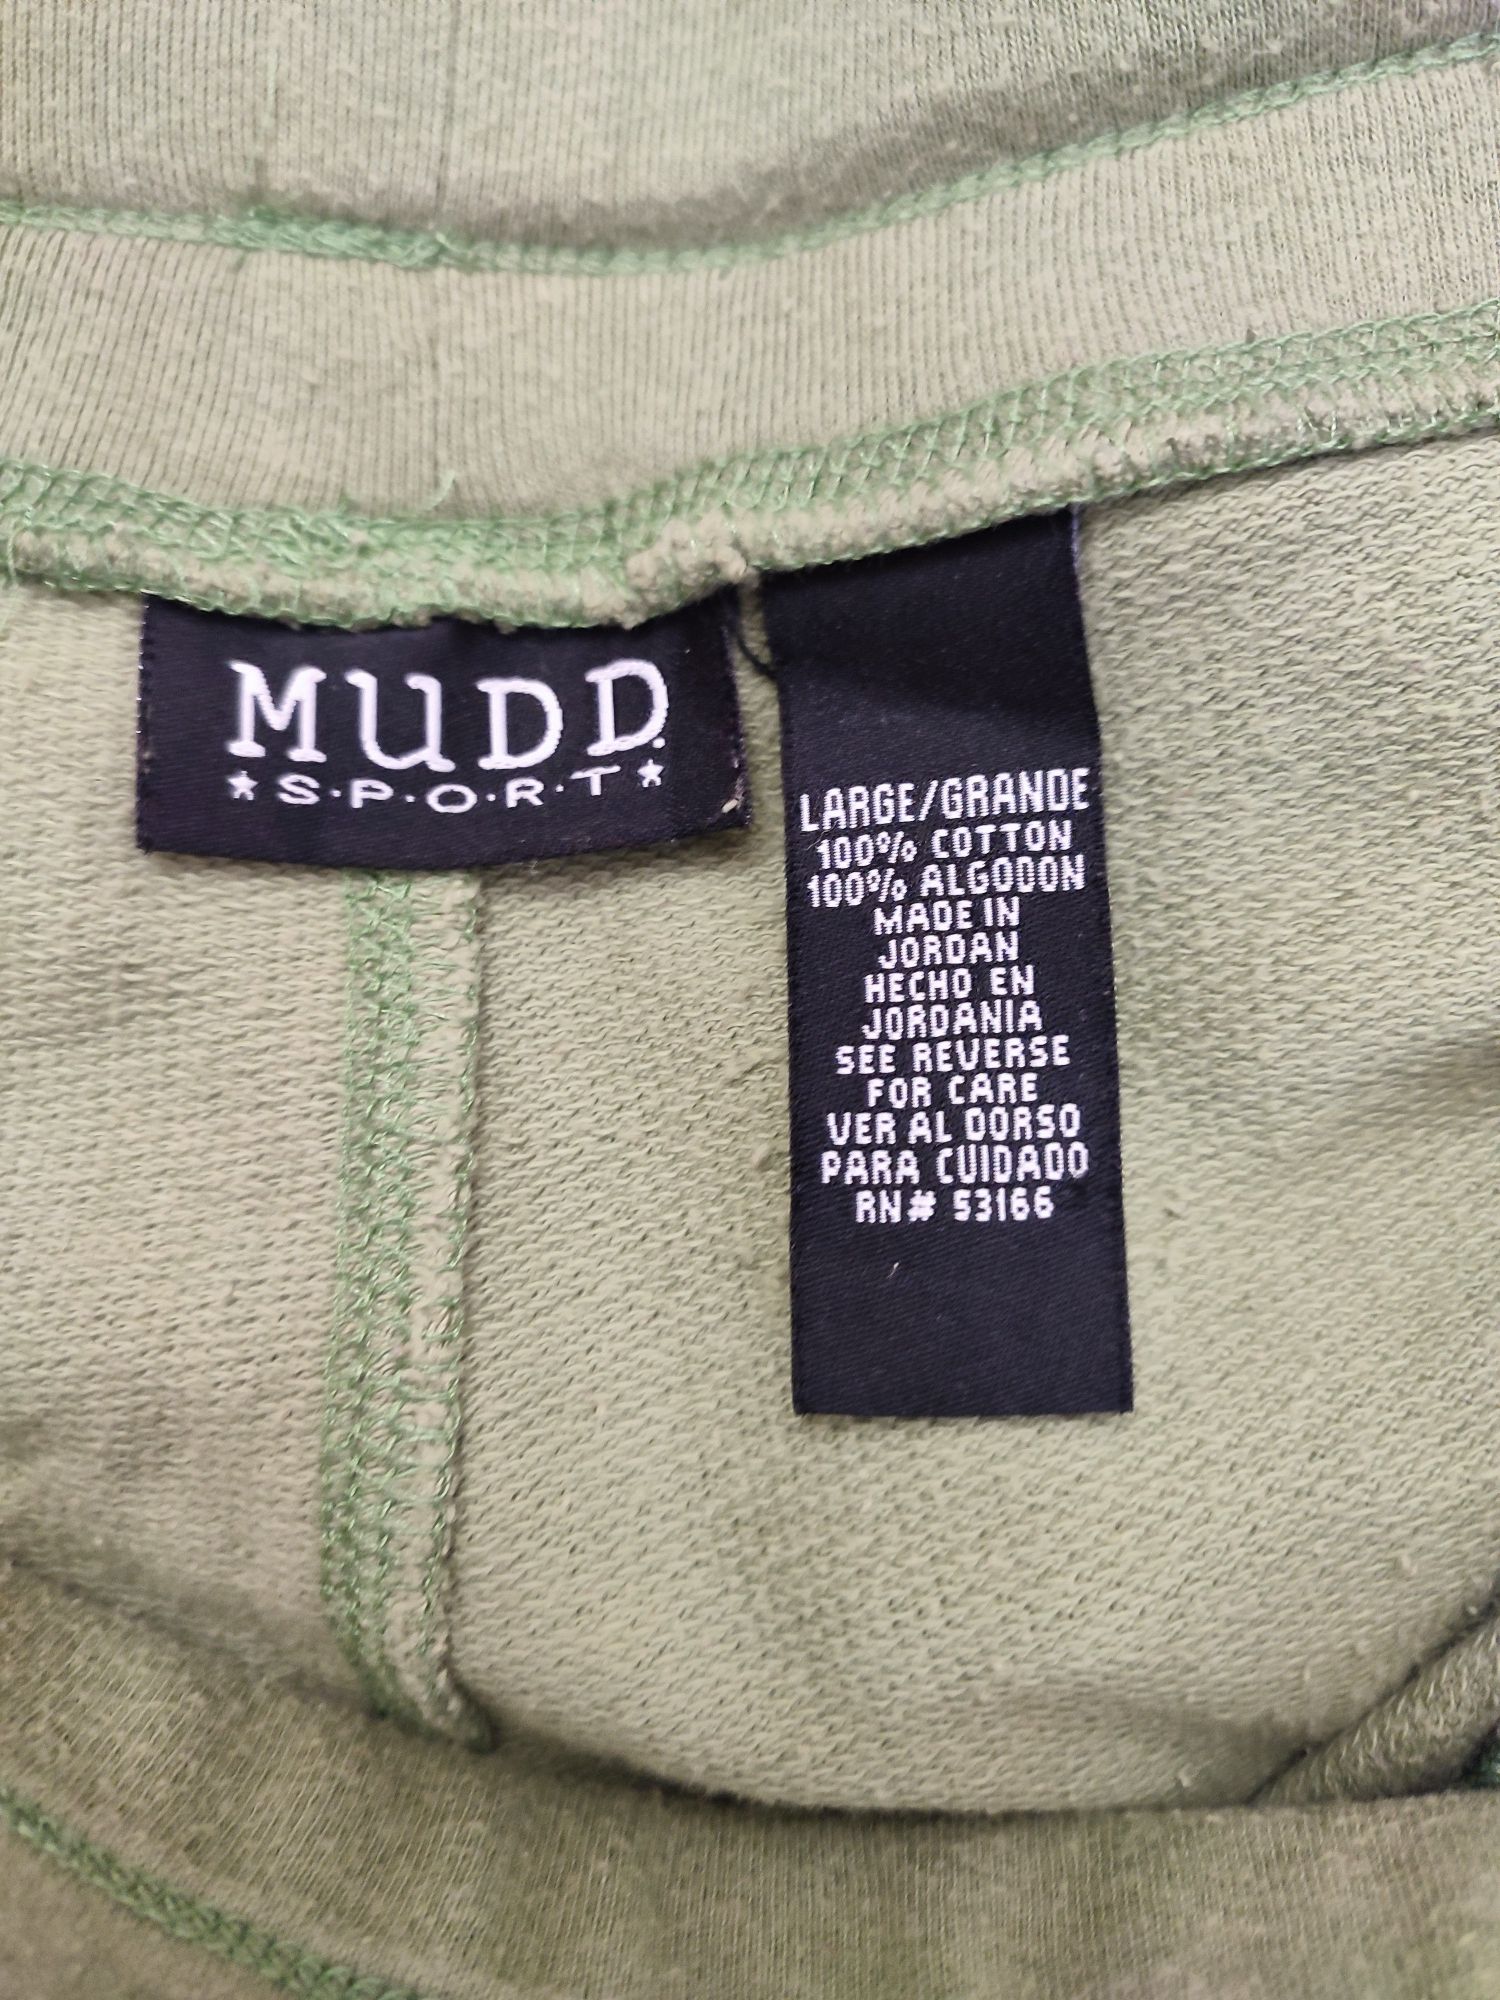 MUDD.
*S·P·O·R·T*
LARGE/GRANDE
100% COTTON
100% ALGODON
MADE IN
JORDAN
HECHO EN
JORDANIA
SEE REVERSE
FOR CARE
VER AL DORSO
PARA CUIDADO
RN# 53166